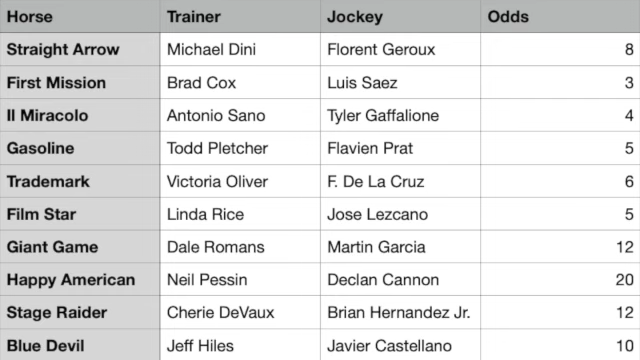 Horse Trainer Jockey Odds
Straight Arrow Michael Dini Florent Geroux 8
First Mission Brad Cox Luis Saez 3
Il Miracolo Antonio Sano Tyler Gaffalione 4
Gasoline Todd Pletcher Flavien Prat 5
Trademark Victoria Oliver F. De La Cruz 6
Film Star Linda Rice Jose Lezcano 5
Giant Game Dale Romans Martin Garcia 12
Happy American Neil Pessin Declan Cannon 20
Stage Raider Cherie DeVaux Brian Hernandez Jr. 12
Blue Devil Jeff Hiles Javier Castellano 10